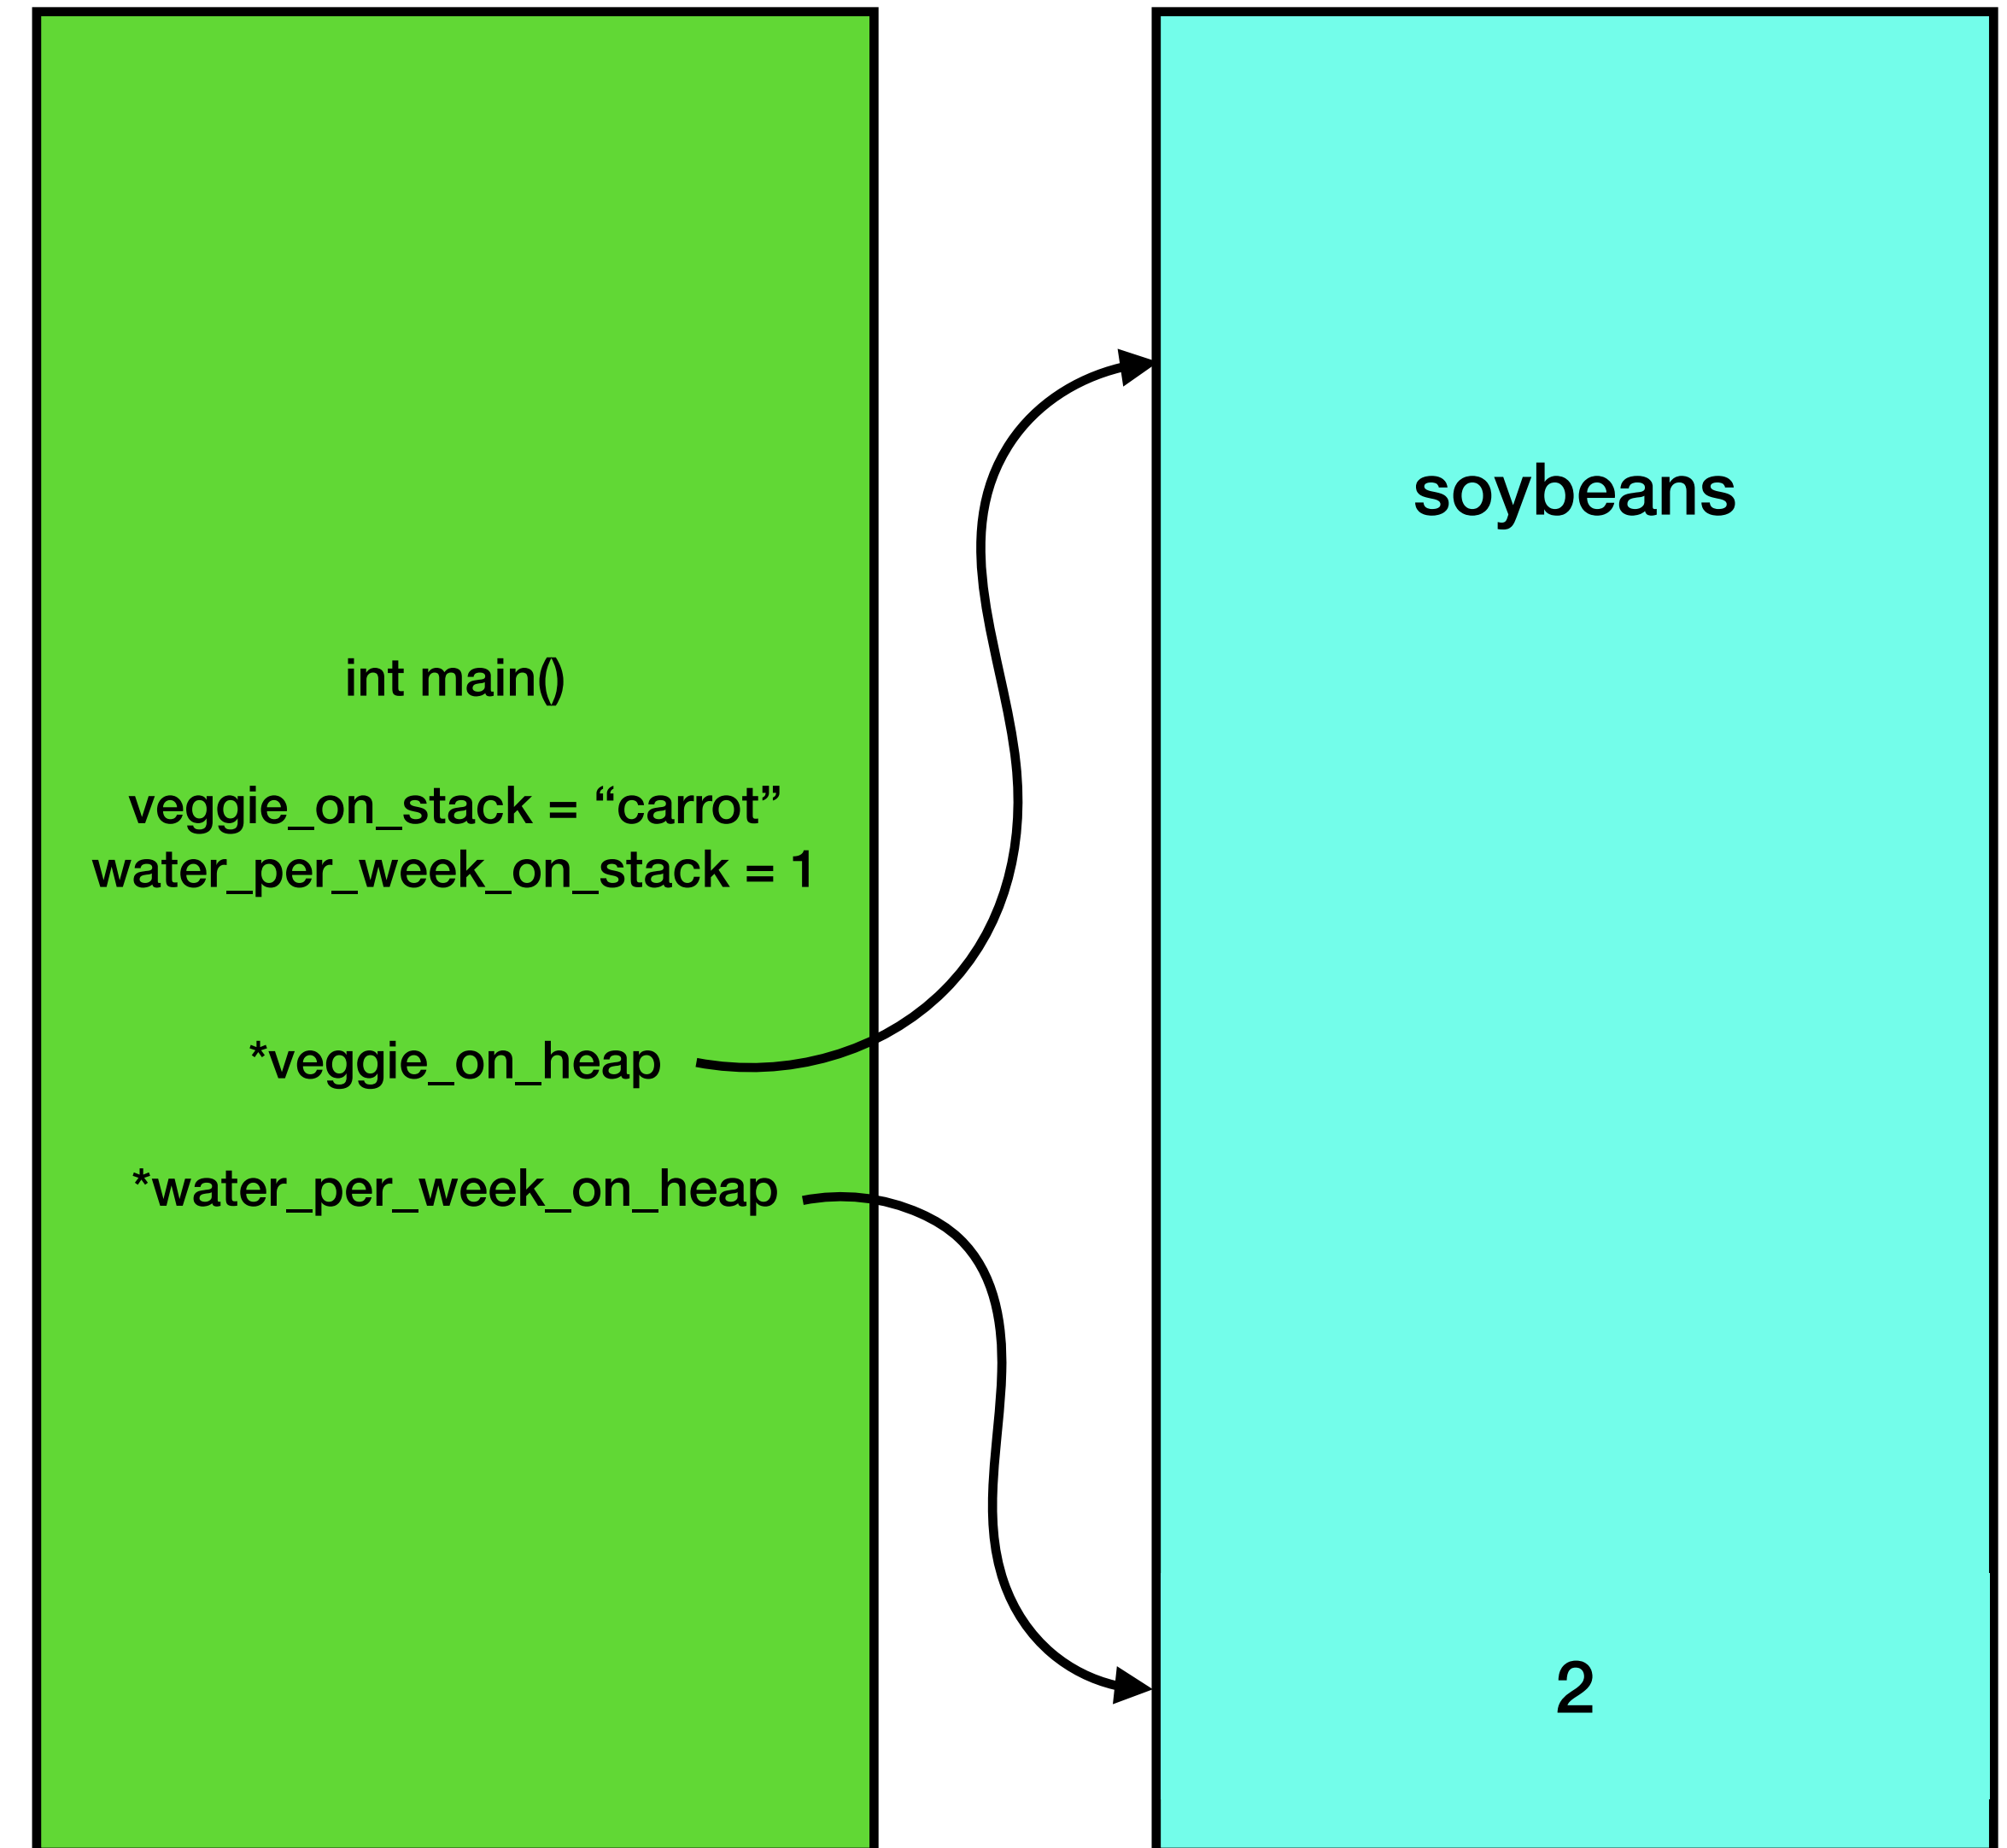 int main()
veggie_on_stack = “carrot”
water_per_week_on_stack = 1
*veggie_on_heap
*water_per_week_on_heap
soybeans
2